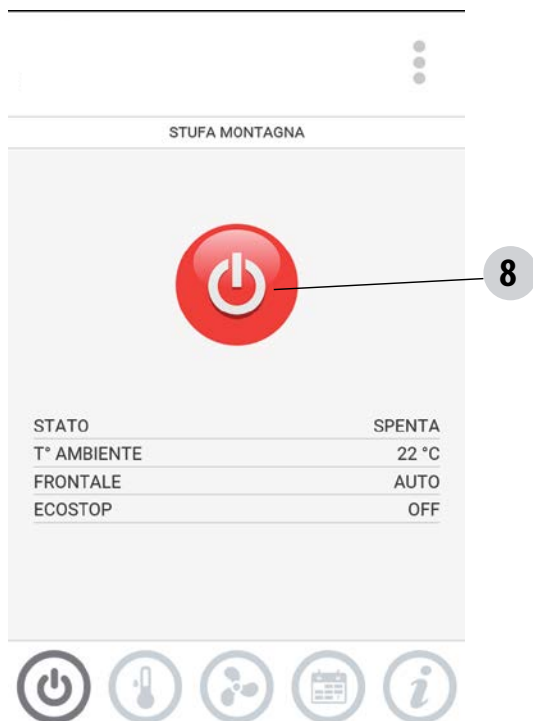 STUFA MONTAGNA
8
STATO SPENTA
T° AMBIENTE 22 °C
FRONTALE AUTO
ECOSTOP OFF
i